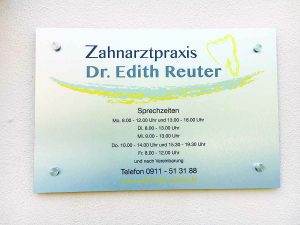 Zahnarztpraxis
Dr. Edith Reuter
Sprechzeiten
Mo. 8.00 - 12.00 Uhr und 13.00 - 16.00 Uhr
Di. 8.00 - 13.00 Uhr
Mi. 9.00 - 13.00 Uhr
Do. 10.00 - 14.00 Uhr und 15.30 - 19.30 Uhr
Fr. 8.00 - 12.00 Uhr
und nach Vereinbarung
Telefon 0911 - 51 31 88